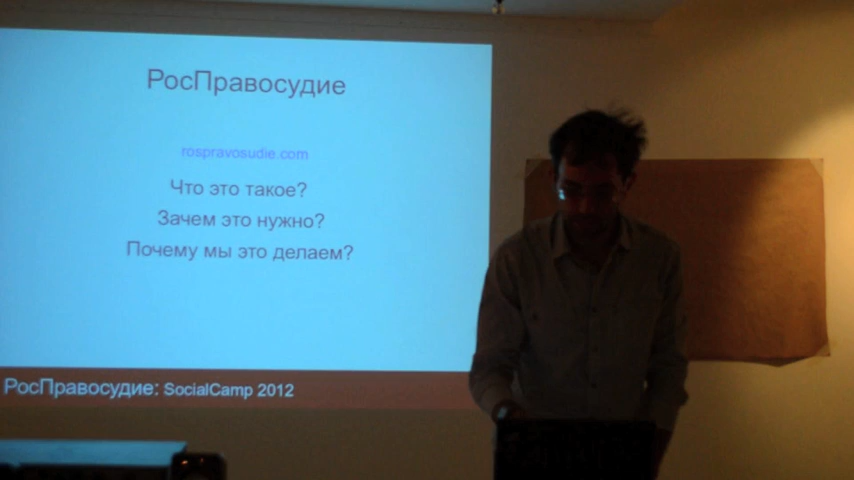 РосПравосудие
rospravosudie.com
Что это такое?
Зачем это нужно?
Почему мы это делаем?
РосПравосудие: SocialCamp 2012